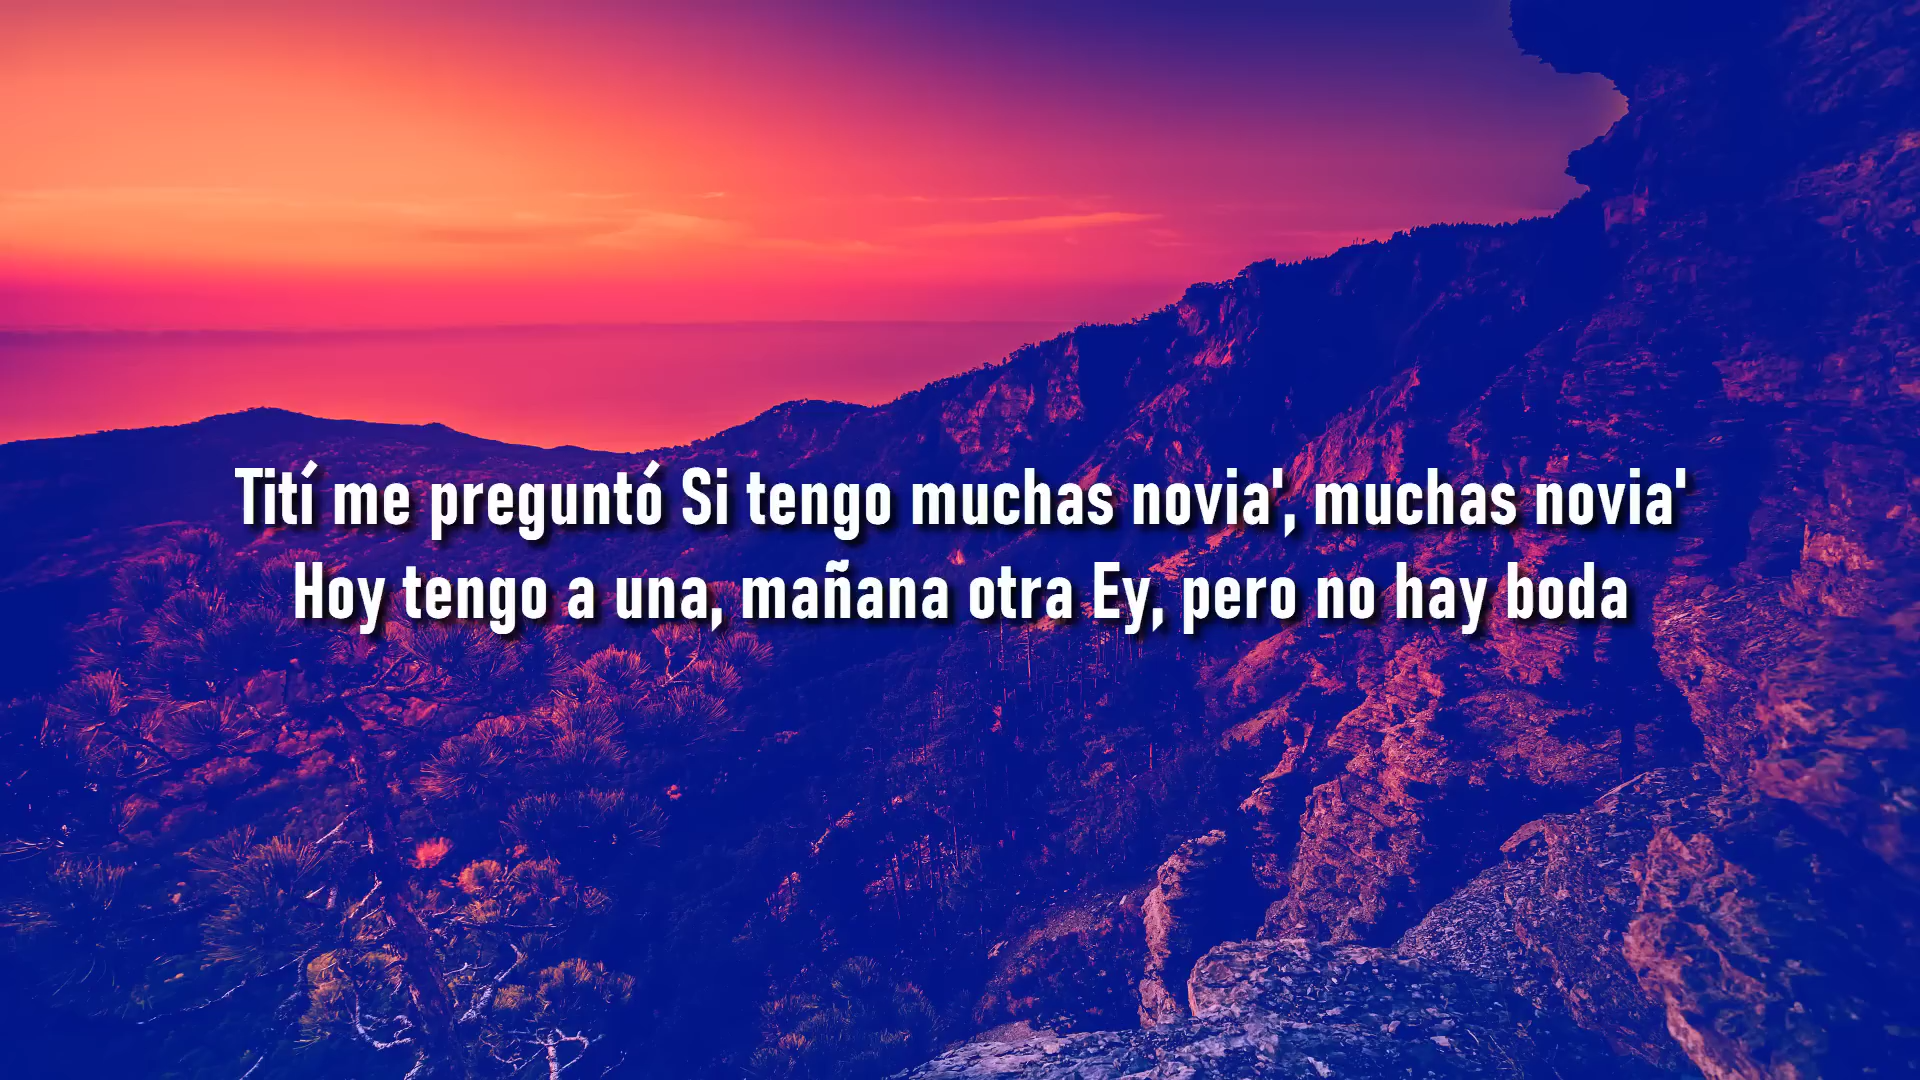 Tití me preguntó Si tengo muchas novia', muchas novia'
Hoy tengo a una, mañana otra Ey, pero no hay boda